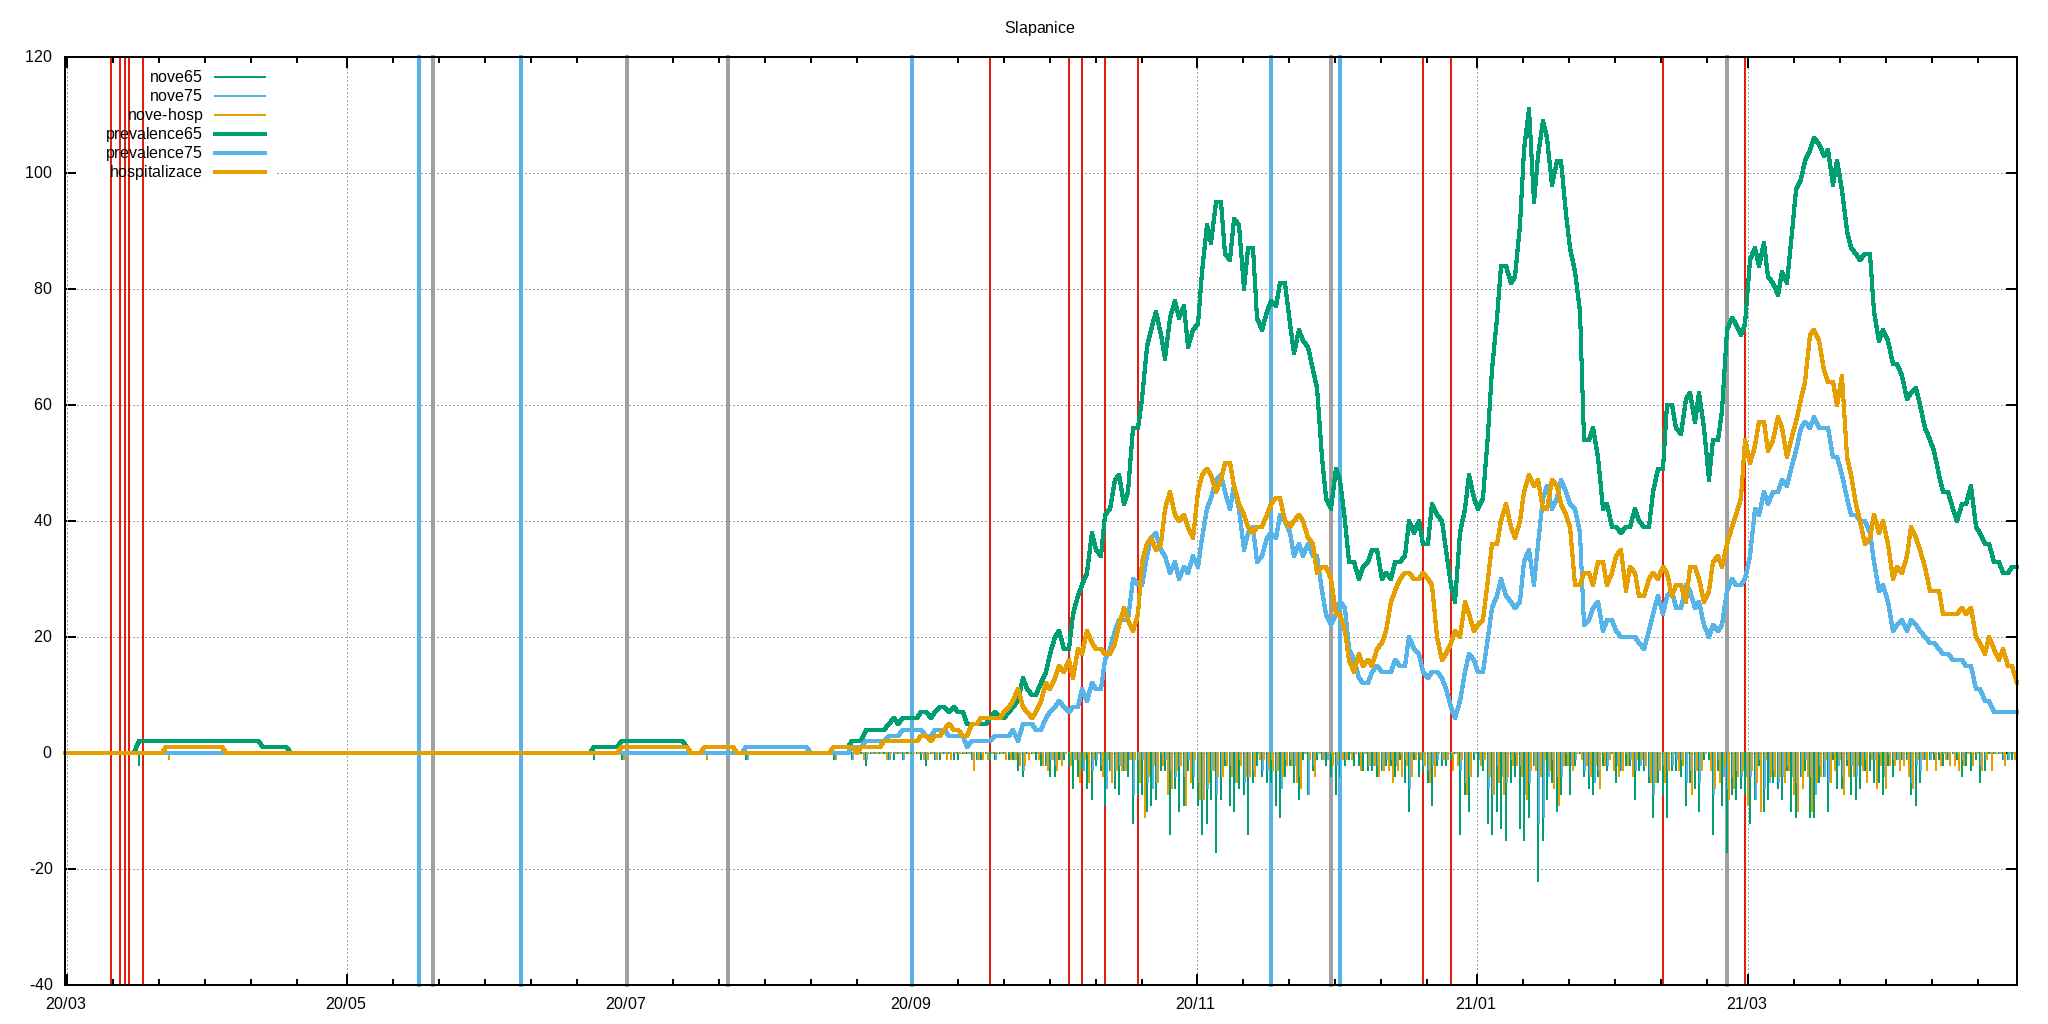 Slapanice
120
100
80
60
40
20
0
-20
-40
nove65
nove75
nove-hosp
prevalence65
prevalence75
hospitalizace
20/03 20/05 20/07 20/09 20/11 21/01 21/03